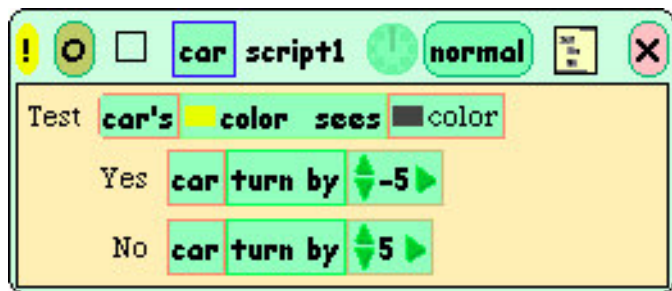 ! O car script1 normal X
Test car's color sees color
Yes car turn by -5
No car turn by 5